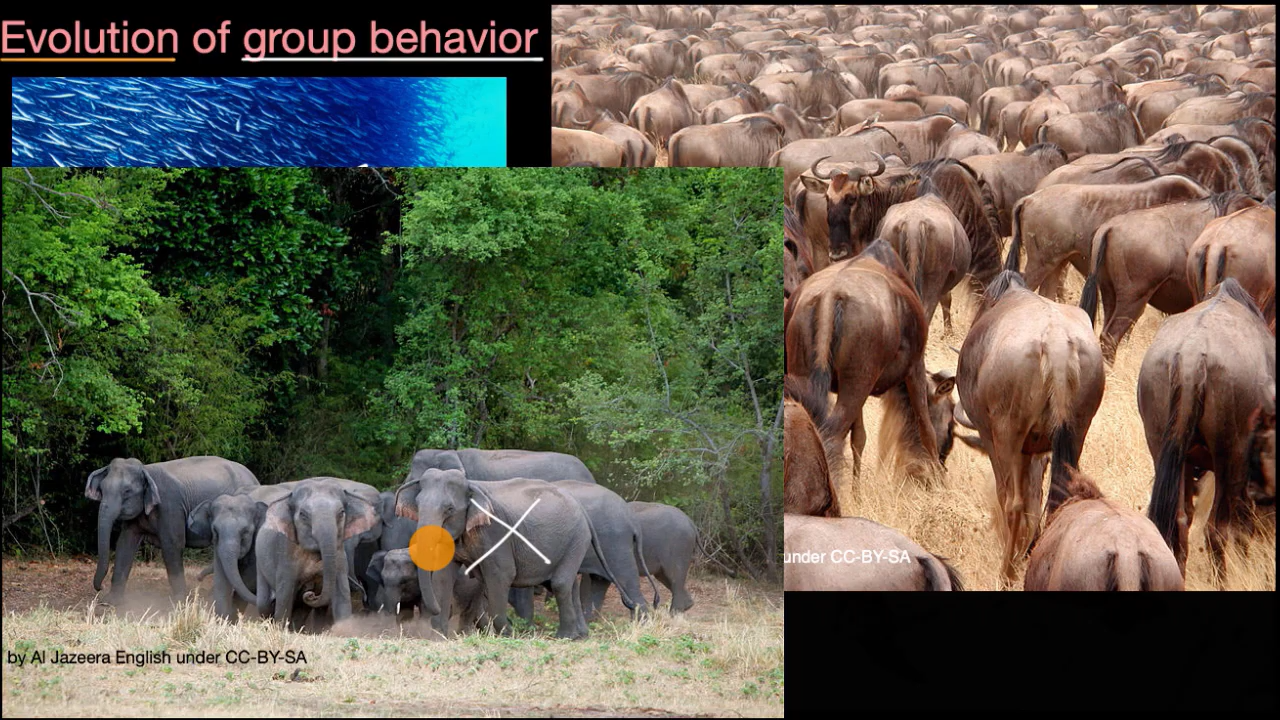 Evolution of group behavior
under CC-BY-SA
by Al Jazeera English under CC-BY-SA